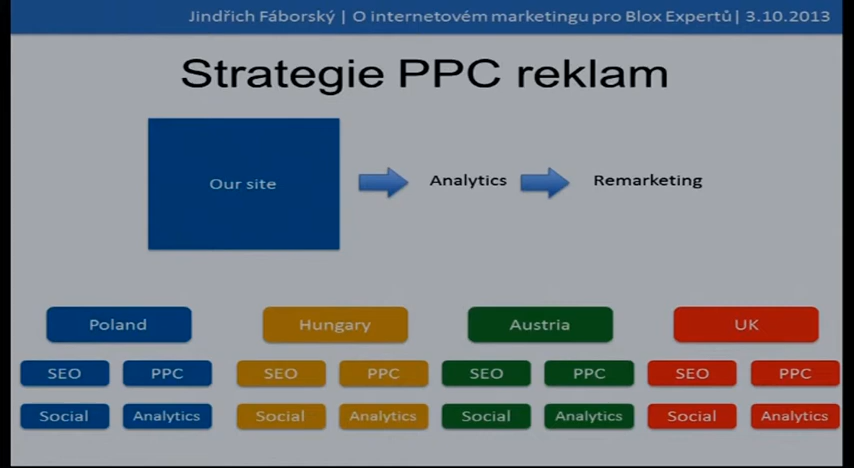 Jindřich Fáborský | O internetovém marketingu pro Blox Expertů| 3.10.2013
Strategie PPC reklam
Our site
Analytics
Remarketing
Poland
Hungary
Austria
UK
SEO
PPC
SEO
PPC
SEO
PPC
SEO
PPC
Social
Analytics
Social
Analytics
Social
Analytics
Social
Analytics